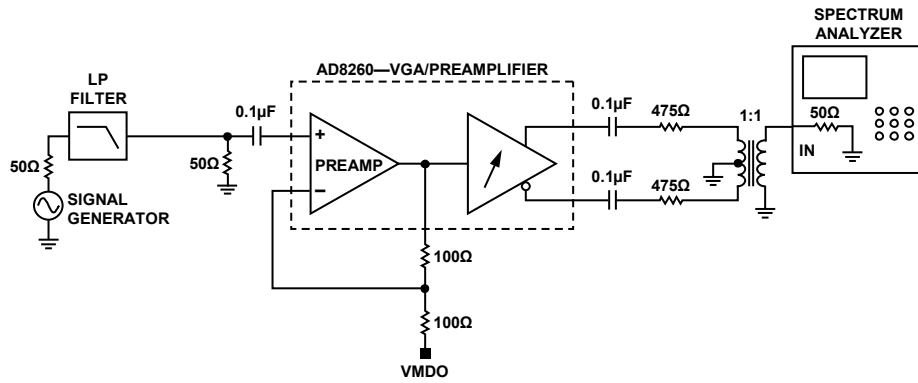 SPECTRUM
ANALYZER
LP
FILTER
AD8260—VGA/PREAMPLIFIER
0.1µF
0.1µF
475Ω
1:1
50Ω
IN
50Ω
50Ω
+
PREAMP
–
SIGNAL
GENERATOR
0.1µF
475Ω
100Ω
100Ω
VMDO